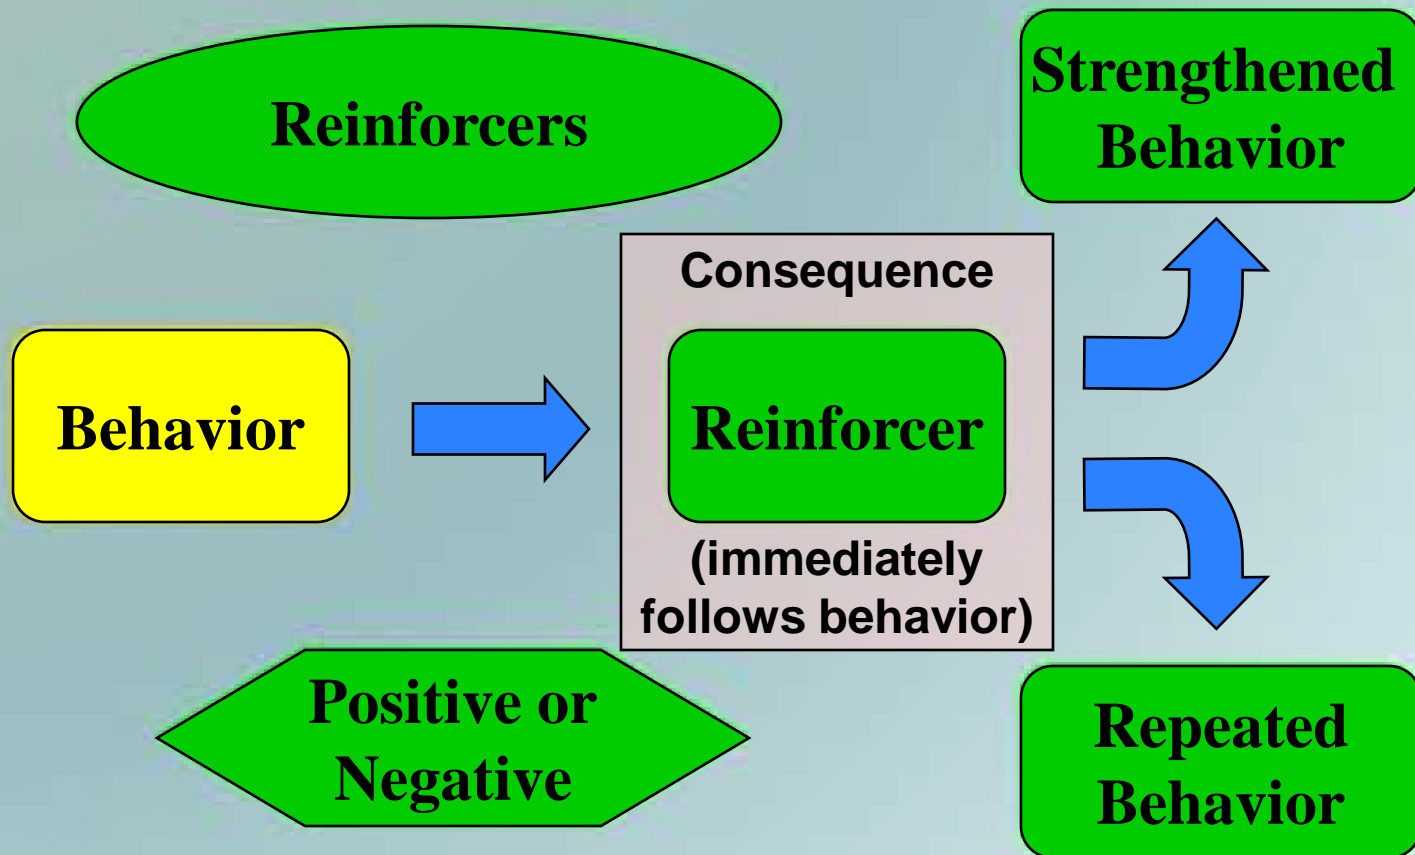 Reinforcers
Strengthened
Behavior
Consequence
Behavior
Reinforcer
(immediately
follows behavior)
Positive or
Negative
Repeated
Behavior